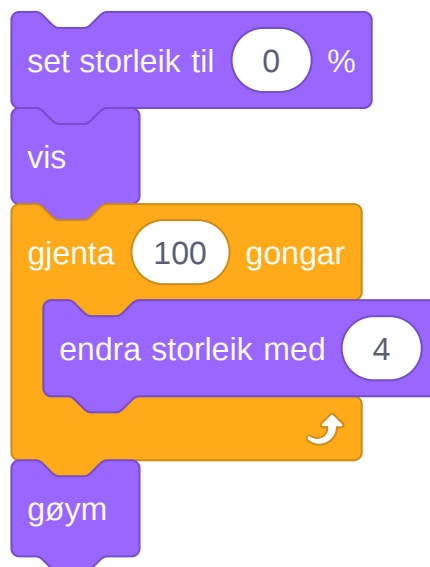 set storleik til 0 %
vis
gjenta 100 gongar
endra storleik med 4
gøym